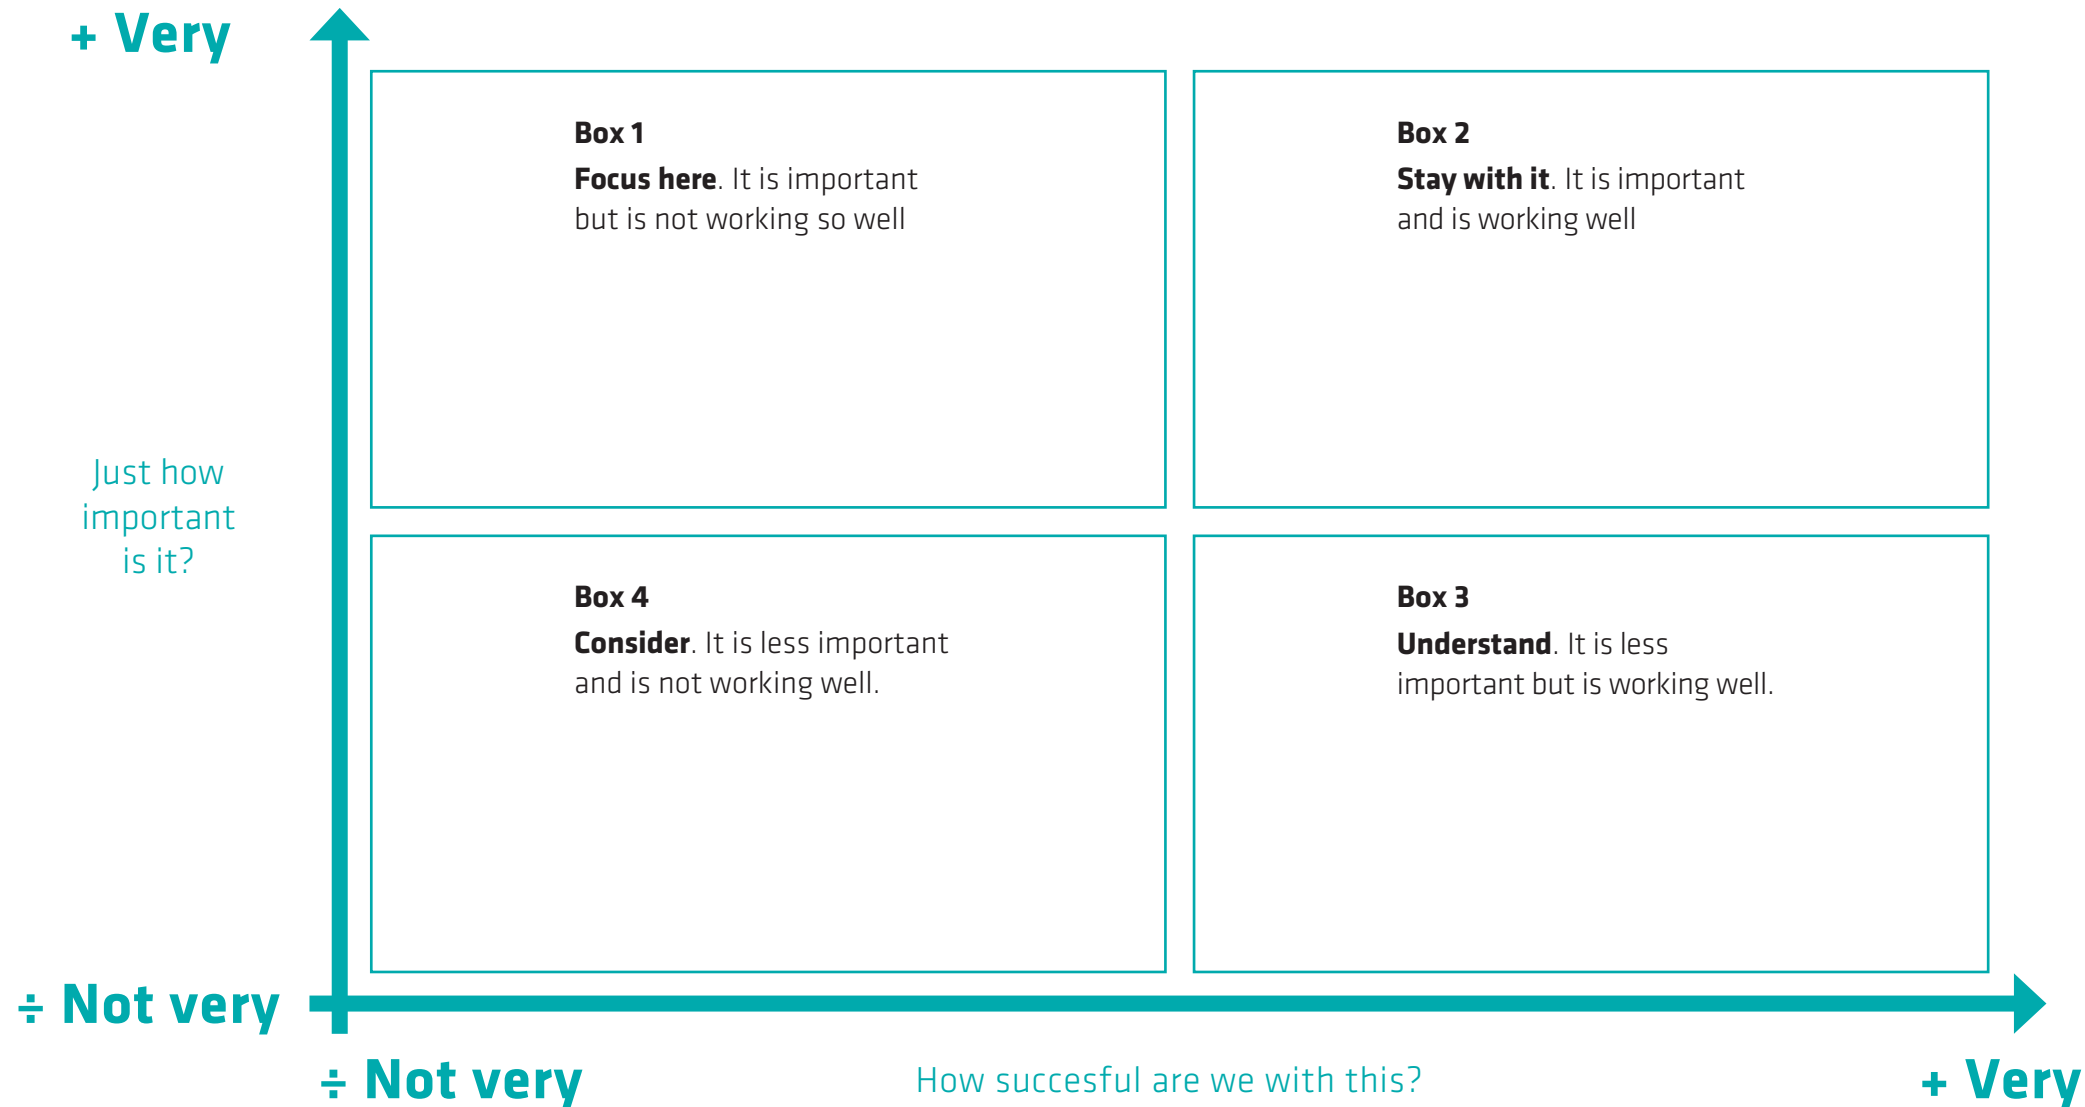 + Very
Box 1
Focus here. It is important
but is not working so well
Box 2
Stay with it. It is important
and is working well
Just how
important
is it?
Box 4
Consider. It is less important
and is not working well.
Box 3
Understand. It is less
important but is working well.
÷ Not very
÷ Not very
How succesful are we with this?
+ Very